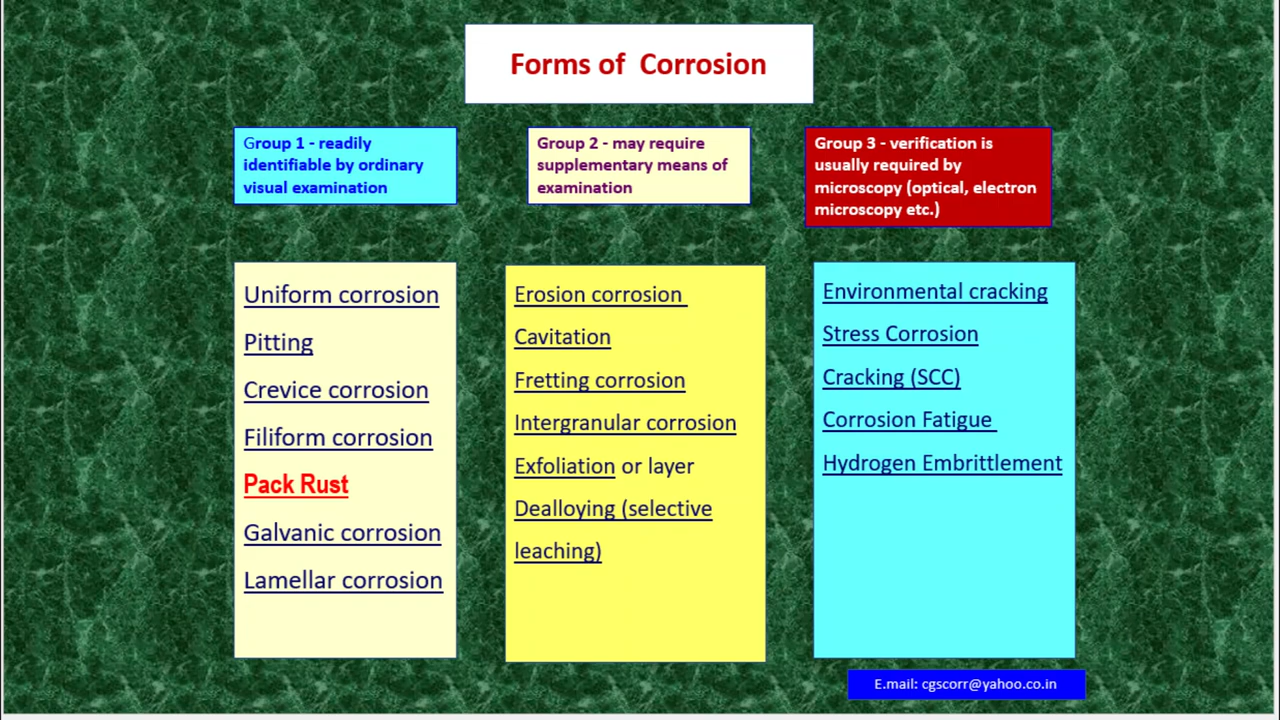 Forms of Corrosion
Group 1 - readily
identifiable by ordinary
visual examination
Group 2 - may require
supplementary means of
examination
Group 3 - verification is
usually required by
microscopy (optical, electron
microscopy etc.)
Uniform corrosion
Pitting
Crevice corrosion
Filiform corrosion
Pack Rust
Galvanic corrosion
Lamellar corrosion
Erosion corrosion
Cavitation
Fretting corrosion
Intergranular corrosion
Exfoliation or layer
Dealloying (selective
leaching)
Environmental cracking
Stress Corrosion
Cracking (SCC)
Corrosion Fatigue
Hydrogen Embrittlement
E.mail: cgscorr@yahoo.co.in